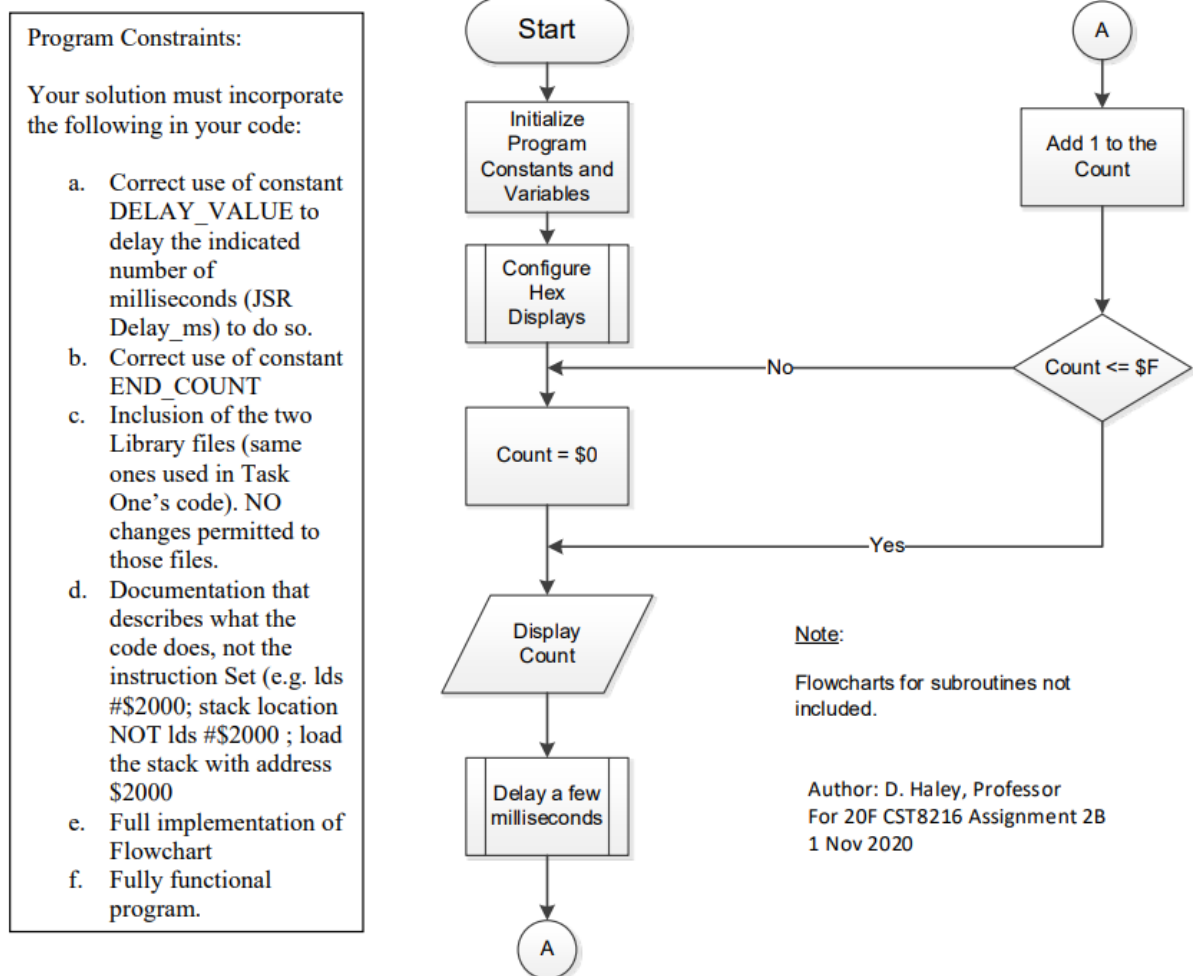 Program Constraints:
Your solution must incorporate
the following in your code:
a. Correct use of constant
DELAY_VALUE to
delay the indicated
number of
milliseconds (JSR
Delay_ms) to do so.
b. Correct use of constant
END_COUNT
c. Inclusion of the two
Library files (same
ones used in Task
One’s code). NO
changes permitted to
those files.
d. Documentation that
describes what the
code does, not the
instruction Set (e.g. lds
#$2000; stack location
NOT lds #$2000 ; load
the stack with address
$2000
e. Full implementation of
Flowchart
f. Fully functional
program.
Start
Initialize
Program
Constants and
Variables
Configure
Hex
Displays
Count = $0
Display
Count
Delay a few
milliseconds
A
A
Add 1 to the
Count
Count <= $F
No
Yes
Note:
Flowcharts for subroutines not
included.
Author: D. Haley, Professor
For 20F CST8216 Assignment 2B
1 Nov 2020